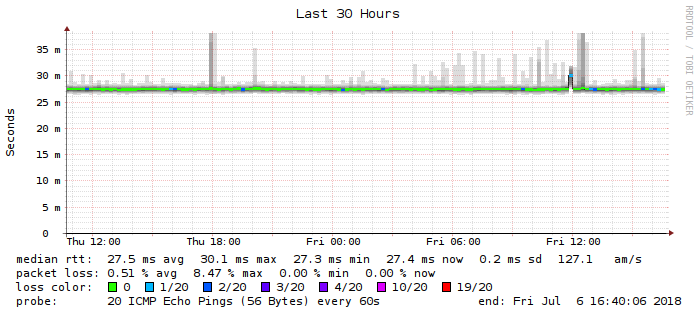 Last 30 Hours
RRDTOOL / TOBI OETIKER
Seconds
35 m
30 m
25 m
20 m
15 m
10 m
5 m
0
Thu 12:00 Thu 18:00 Fri 00:00 Fri 06:00 Fri 12:00
median rtt: 27.5 ms avg 30.1 ms max 27.3 ms min 27.4 ms now 0.2 ms sd 127.1 am/s
packet loss: 0.51 % avg 8.47 % max 0.00 % min 0.00 % now
loss color: 0 1/20 2/20 3/20 4/20 10/20 19/20
probe: 20 ICMP Echo Pings (56 Bytes) every 60s end: Fri Jul 6 16:40:06 2018